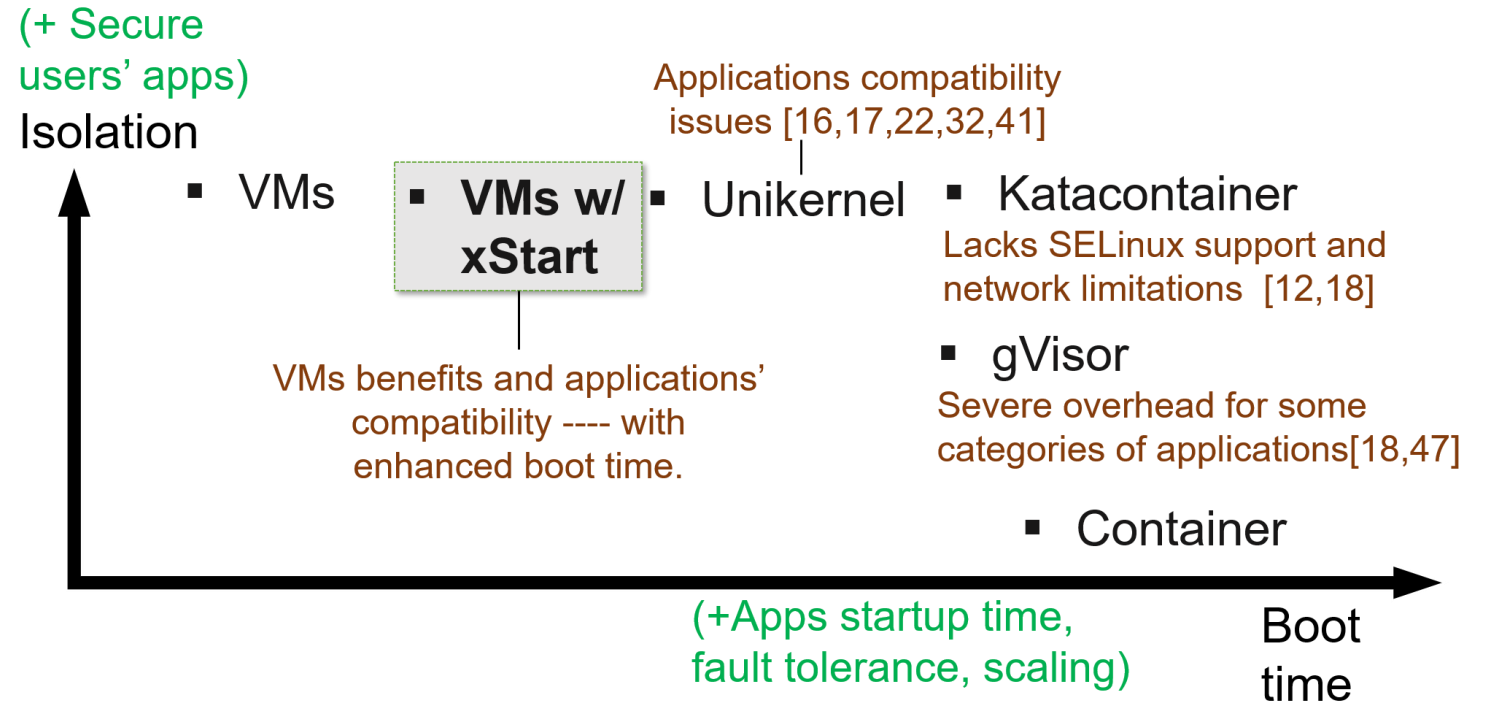 (+ Secure
users’ apps)
Isolation
Applications compatibility
issues [16,17,22,32,41]
▪ VMs
▪ VMs w/
xStart
▪ Unikernel
▪ Katacontainer
Lacks SELinux support and
network limitations [12,18]
▪ gVisor
Severe overhead for some
categories of applications[18,47]
VMs benefits and applications’
compatibility ---- with
enhanced boot time.
▪ Container
(+Apps startup time,
fault tolerance, scaling)
Boot
time